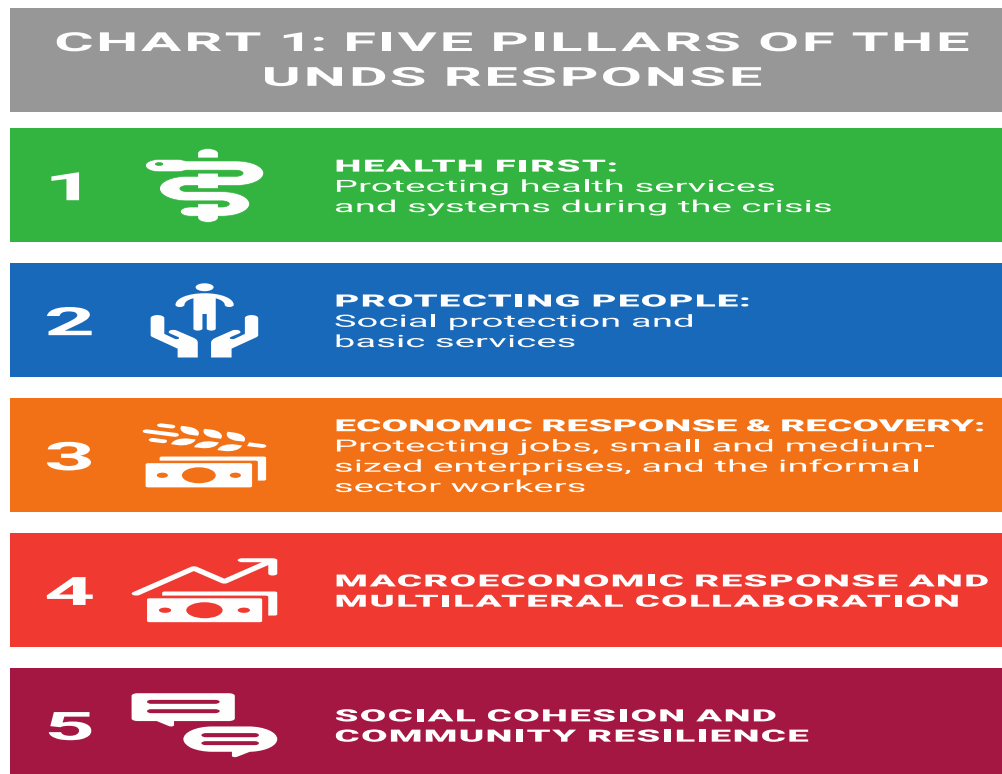 CHART 1: FIVE PILLARS OF THE
UNDS RESPONSE
1
HEALTH FIRST:
Protecting health services
and systems during the crisis
2
PROTECTING PEOPLE:
Social protection and
basic services
3
ECONOMIC RESPONSE & RECOVERY:
Protecting jobs, small and medium-
sized enterprises, and the informal
sector workers
4
MACROECONOMIC RESPONSE AND
MULTILATERAL COLLABORATION
5
SOCIAL COHESION AND
COMMUNITY RESILIENCE